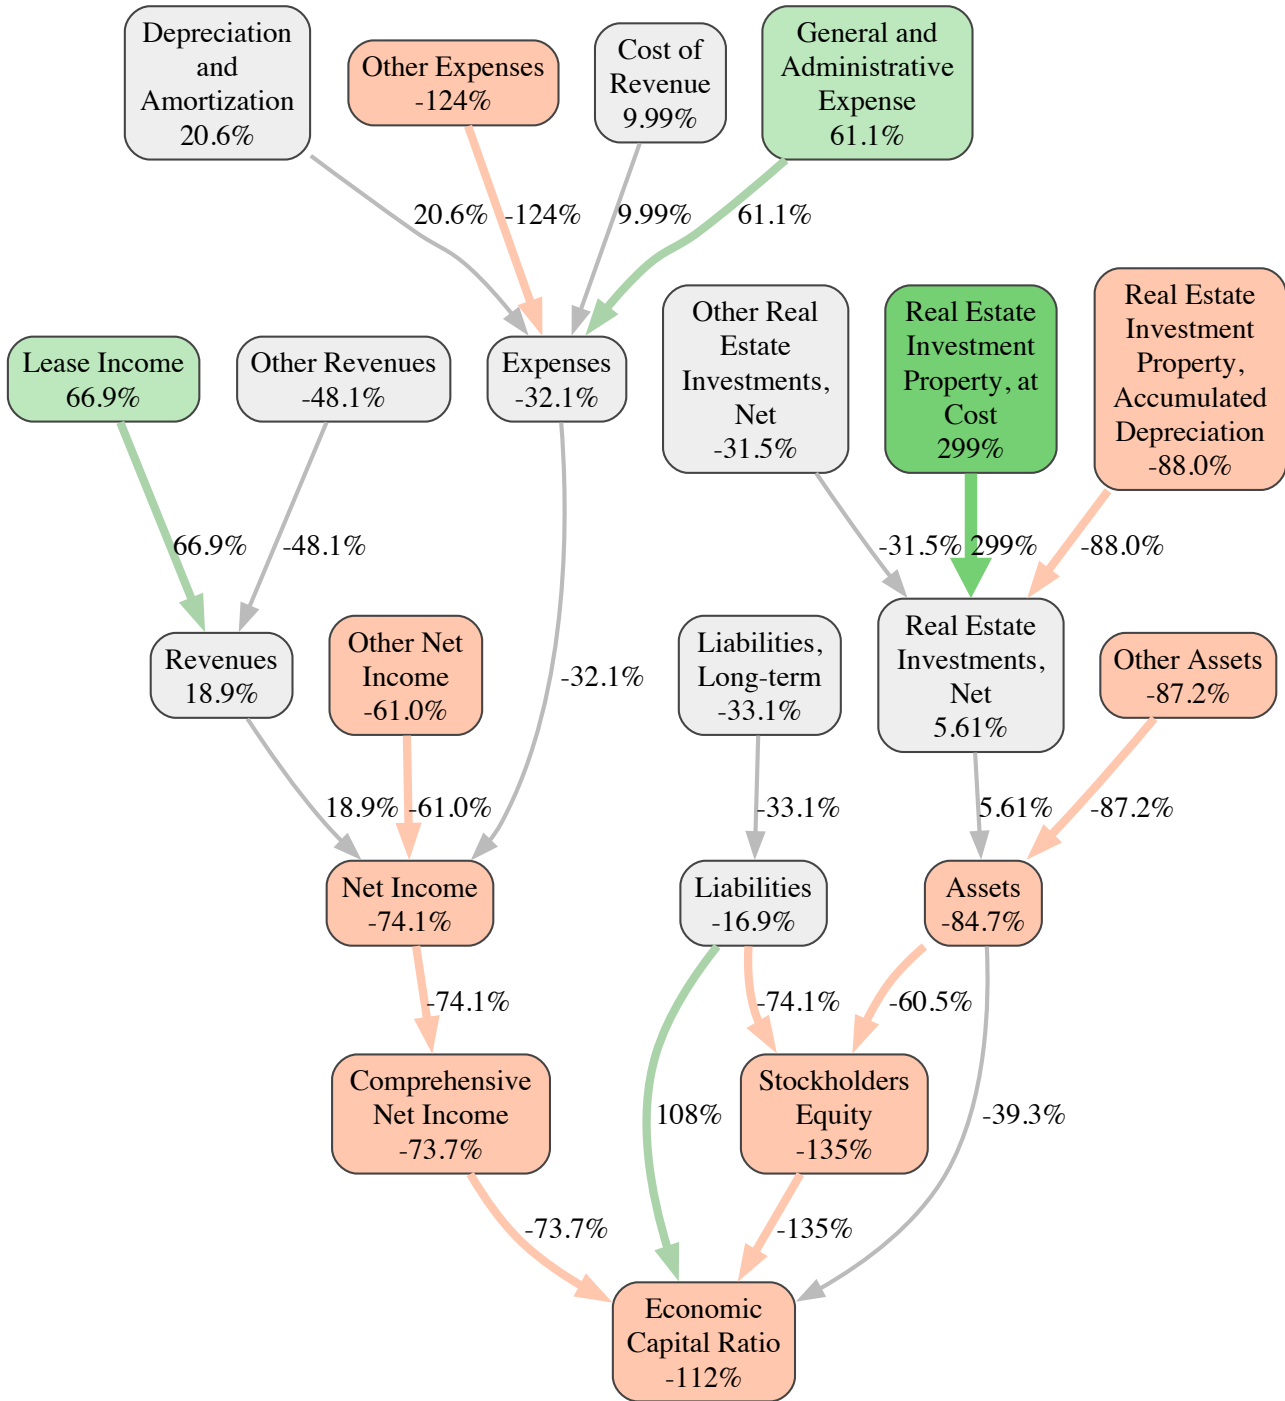 Depreciation
and
Amortization
20.6%
Other Expenses
-124%
Cost of
Revenue
9.99%
General and
Administrative
Expense
61.1%
20.6%
-124%
9.99%
61.1%
Lease Income
66.9%
Other Revenues
-48.1%
Expenses
-32.1%
Other Real
Estate
Investments,
Net
-31.5%
Real Estate
Investment
Property, at
Cost
299%
Real Estate
Investment
Property,
Accumulated
Depreciation
-88.0%
66.9%
-48.1%
-31.5%
299%
-88.0%
Revenues
18.9%
Other Net
Income
-61.0%
-32.1%
Liabilities,
Long-term
-33.1%
Real Estate
Investments,
Net
5.61%
Other Assets
-87.2%
18.9%
-61.0%
-33.1%
5.61%
-87.2%
Net Income
-74.1%
Liabilities
-16.9%
Assets
-84.7%
-74.1%
-74.1%
-60.5%
Comprehensive
Net Income
-73.7%
108%
Stockholders
Equity
-135%
-39.3%
-73.7%
-135%
Economic
Capital Ratio
-112%